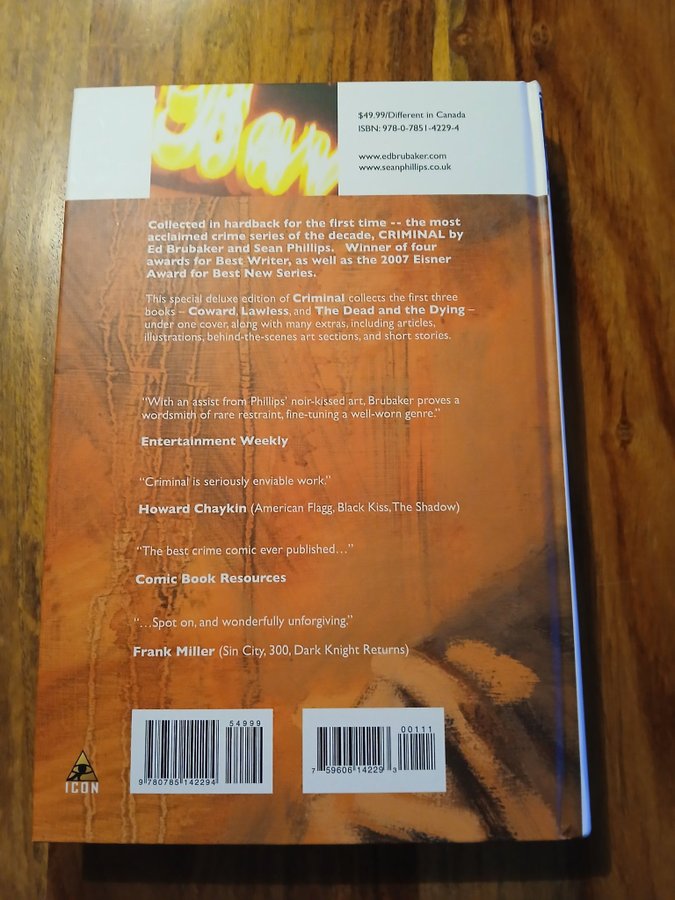 $49.99/Different in Canada
ISBN: 978-0-7851-4229-4
www.edbrubaker.com
www.seanphillips.co.uk
Collected in hardback for the first time -- the most
acclaimed crime series of the decade, CRIMINAL by
Ed Brubaker and Sean Phillips. Winner of four
awards for Best Writer, as well as the 2007 Eisner
Award for Best New Series.
This special deluxe edition of Criminal collects the first three
books – Coward, Lawless, and The Dead and the Dying –
under one cover, along with many extras, including articles,
illustrations, behind-the-scenes art sections, and short stories.
“With an assist from Phillips’ noir-kissed art, Brubaker proves a
wordsmith of rare restraint, fine-tuning a well-worn genre.”
Entertainment Weekly
“Criminal is seriously enviable work.”
Howard Chaykin (American Flagg, Black Kiss, The Shadow)
“The best crime comic ever published…”
Comic Book Resources
“…Spot on, and wonderfully unforgiving.”
Frank Miller (Sin City, 300, Dark Knight Returns)
54999
9 780785 142294
00111
7 59606 14229 3
ICON